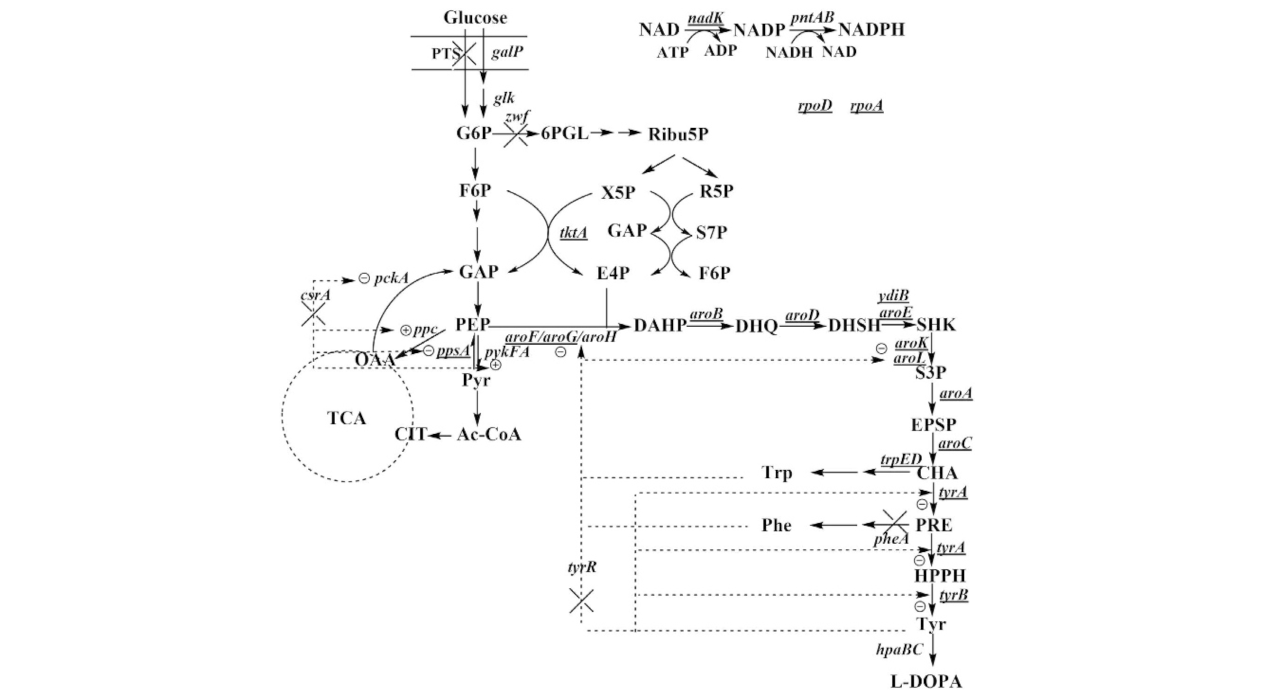 Glucose
NAD nadK NADP pntAB NADPH
ATP ADP NADH NAD
PTS galP
glk
rpoD rpoA
zwf
G6P 6PGL Ribu5P
F6P X5P R5P
tktA GAP S7P
GAP E4P F6P
⊖ pckA
csrA
ydiB
PEP DAHP aroB DHQ aroD DHSH aroE SHK
⊕ ppc
aroF/aroG/aroH
⊖ aroK
OAA ⊖ ppsA pykFA ⊖ aroL
⊕
Pyr S3P
aroA
TCA
EPSP
CIT Ac-CoA
aroC
trpED
Trp CHA
tyrA
⊖
Phe PRE
pheA
tyrA
⊖
tyrR HPPH
tyrB
⊖
Tyr
hpaBC
L-DOPA